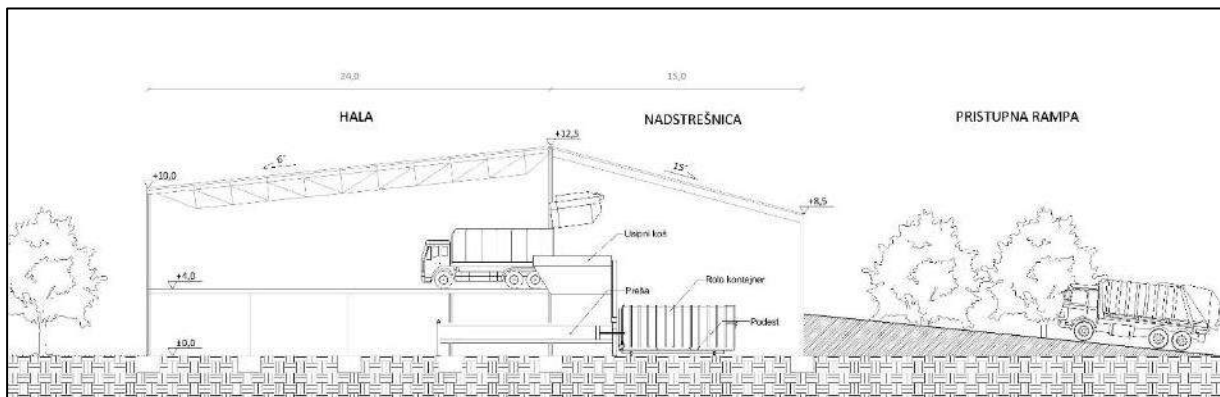 24,0
15,0
HALA
NADSTREŠNICA
PRISTUPNA RAMPA
+12,5
6°
15°
+10,0
+8,5
Usipni koš
+4,0
Rolo kontejner
Preša
Podest
±0,0